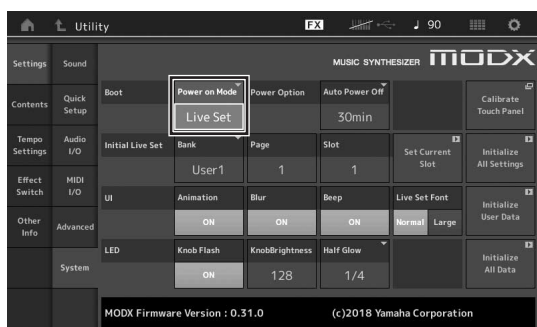 Utility
FX
♩ 90
Settings
Sound
MUSIC SYNTHESIZER MODX
Contents
Quick
Setup
Boot
Power on Mode
Live Set
Power Option
Auto Power Off
30min
Calibrate
Touch Panel
Tempo
Settings
Audio
I/O
Initial Live Set
Bank
User1
Page
1
Slot
1
Set Current
Slot
Initialize
All Settings
Effect
Switch
MIDI
I/O
UI
Animation
ON
Blur
ON
Beep
ON
Live Set Font
Normal Large
Initialize
User Data
Other
Info
Advanced
System
LED
Knob Flash
ON
KnobBrightness
128
Half Glow
1/4
Initialize
All Data
MODX Firmware Version : 0.31.0 (c)2018 Yamaha Corporation